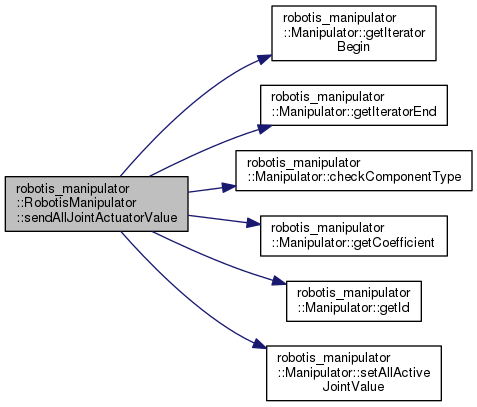 robotis_manipulator
::Manipulator::getIterator
Begin
robotis_manipulator
::Manipulator::getIteratorEnd
robotis_manipulator
::Manipulator::checkComponentType
robotis_manipulator
::RobotisManipulator
::sendAllJointActuatorValue
robotis_manipulator
::Manipulator::getCoefficient
robotis_manipulator
::Manipulator::getId
robotis_manipulator
::Manipulator::setAllActive
JointValue